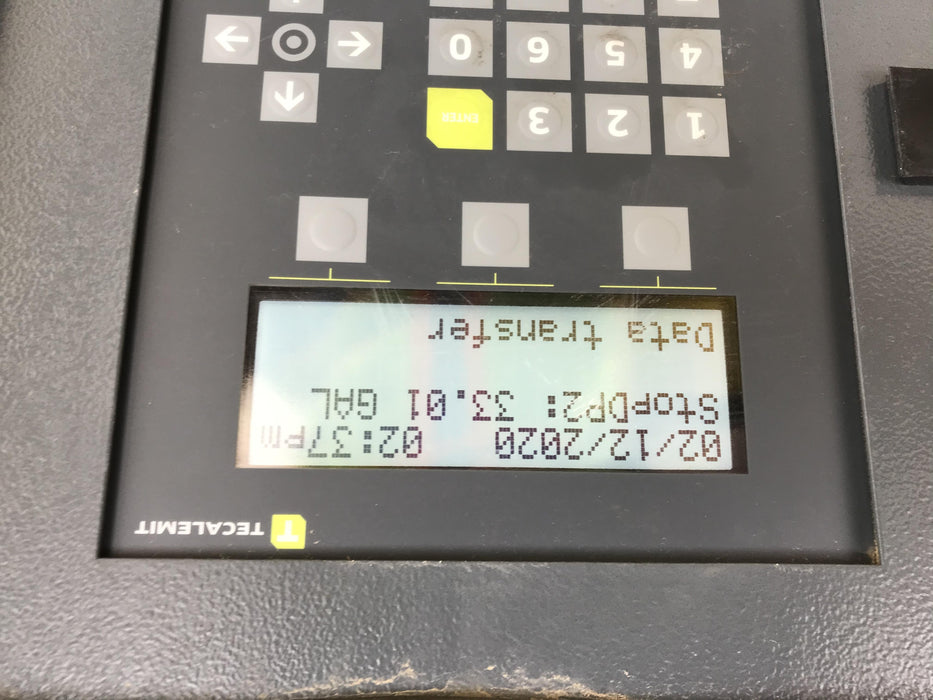 T TECALEMIT
02/12/2020 02:37pm
StopDP2: 33.01 GAL
Data transfer
1 2 3 ENTER
4 5 6 0